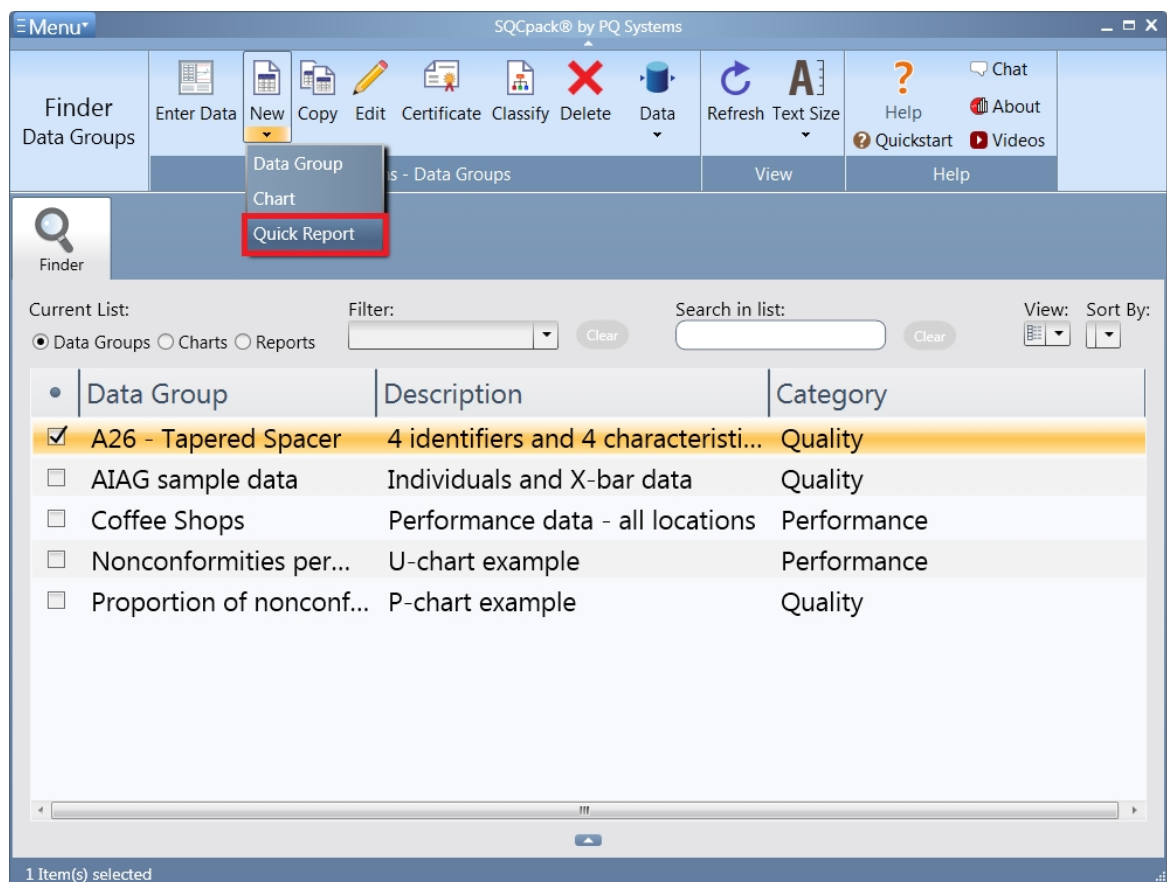 Menu
SQCpack® by PQ Systems
Finder
Data Groups
Enter Data New Copy Edit Certificate Classify Delete Data
Refresh Text Size
Help
Quickstart
Chat
About
Videos
s - Data Groups
View
Help
Data Group
Chart
Quick Report
Finder
Current List: Filter: Search in list: View: Sort By:
Data Groups Charts Reports Clear Clear
Data Group Description Category
A26 - Tapered Spacer 4 identifiers and 4 characteristi... Quality
AIAG sample data Individuals and X-bar data Quality
Coffee Shops Performance data - all locations Performance
Nonconformities per... U-chart example Performance
Proportion of nonconf... P-chart example Quality
1 Item(s) selected